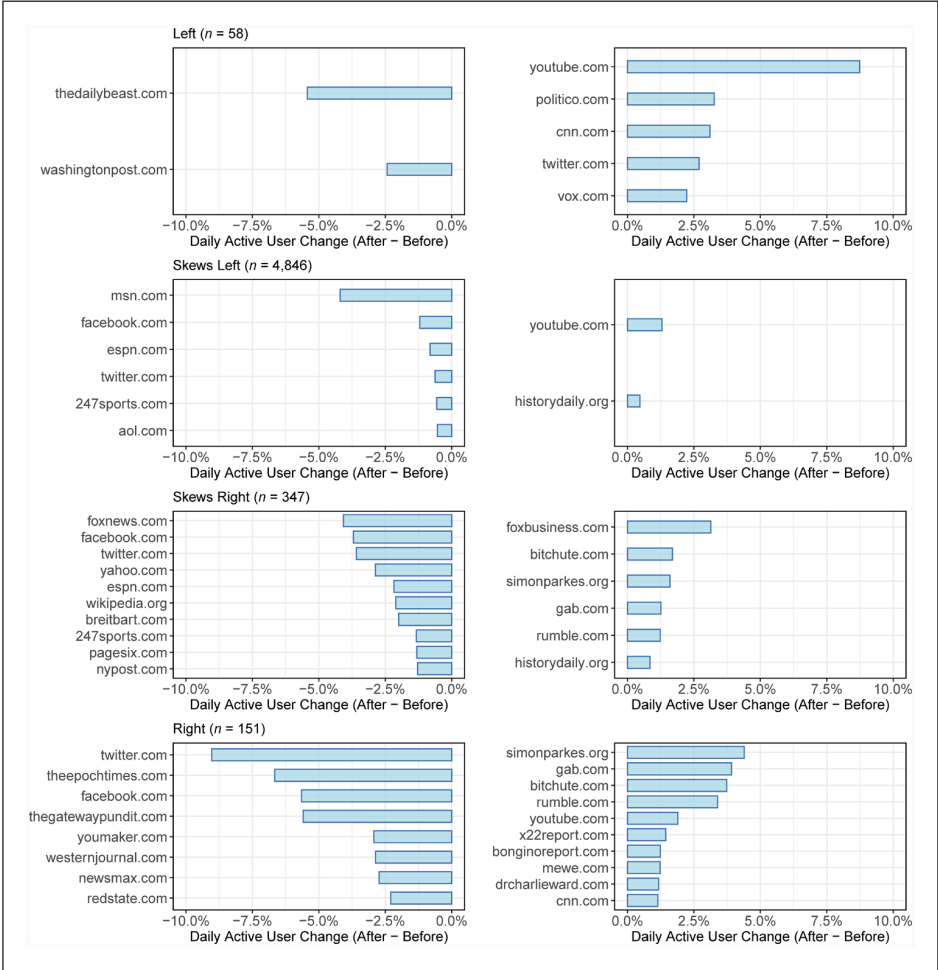 Left (n = 58)
thedailybeast.com
washingtonpost.com
−10.0% −7.5% −5.0% −2.5% 0.0%
Daily Active User Change (After − Before)
youtube.com
politico.com
cnn.com
twitter.com
vox.com
0.0% 2.5% 5.0% 7.5% 10.0%
Daily Active User Change (After − Before)
Skews Left (n = 4,846)
msn.com
facebook.com
espn.com
twitter.com
247sports.com
aol.com
−10.0% −7.5% −5.0% −2.5% 0.0%
Daily Active User Change (After − Before)
youtube.com
historydaily.org
0.0% 2.5% 5.0% 7.5% 10.0%
Daily Active User Change (After − Before)
Skews Right (n = 347)
foxnews.com
facebook.com
twitter.com
yahoo.com
espn.com
wikipedia.org
breitbart.com
247sports.com
pagesix.com
nypost.com
−10.0% −7.5% −5.0% −2.5% 0.0%
Daily Active User Change (After − Before)
foxbusiness.com
bitchute.com
simonparkes.org
gab.com
rumble.com
historydaily.org
0.0% 2.5% 5.0% 7.5% 10.0%
Daily Active User Change (After − Before)
Right (n = 151)
twitter.com
theepochtimes.com
facebook.com
thegatewaypundit.com
youmaker.com
westernjournal.com
newsmax.com
redstate.com
−10.0% −7.5% −5.0% −2.5% 0.0%
Daily Active User Change (After − Before)
simonparkes.org
gab.com
bitchute.com
rumble.com
youtube.com
x22report.com
bonginoreport.com
mewe.com
drcharlieward.com
cnn.com
0.0% 2.5% 5.0% 7.5% 10.0%
Daily Active User Change (After − Before)